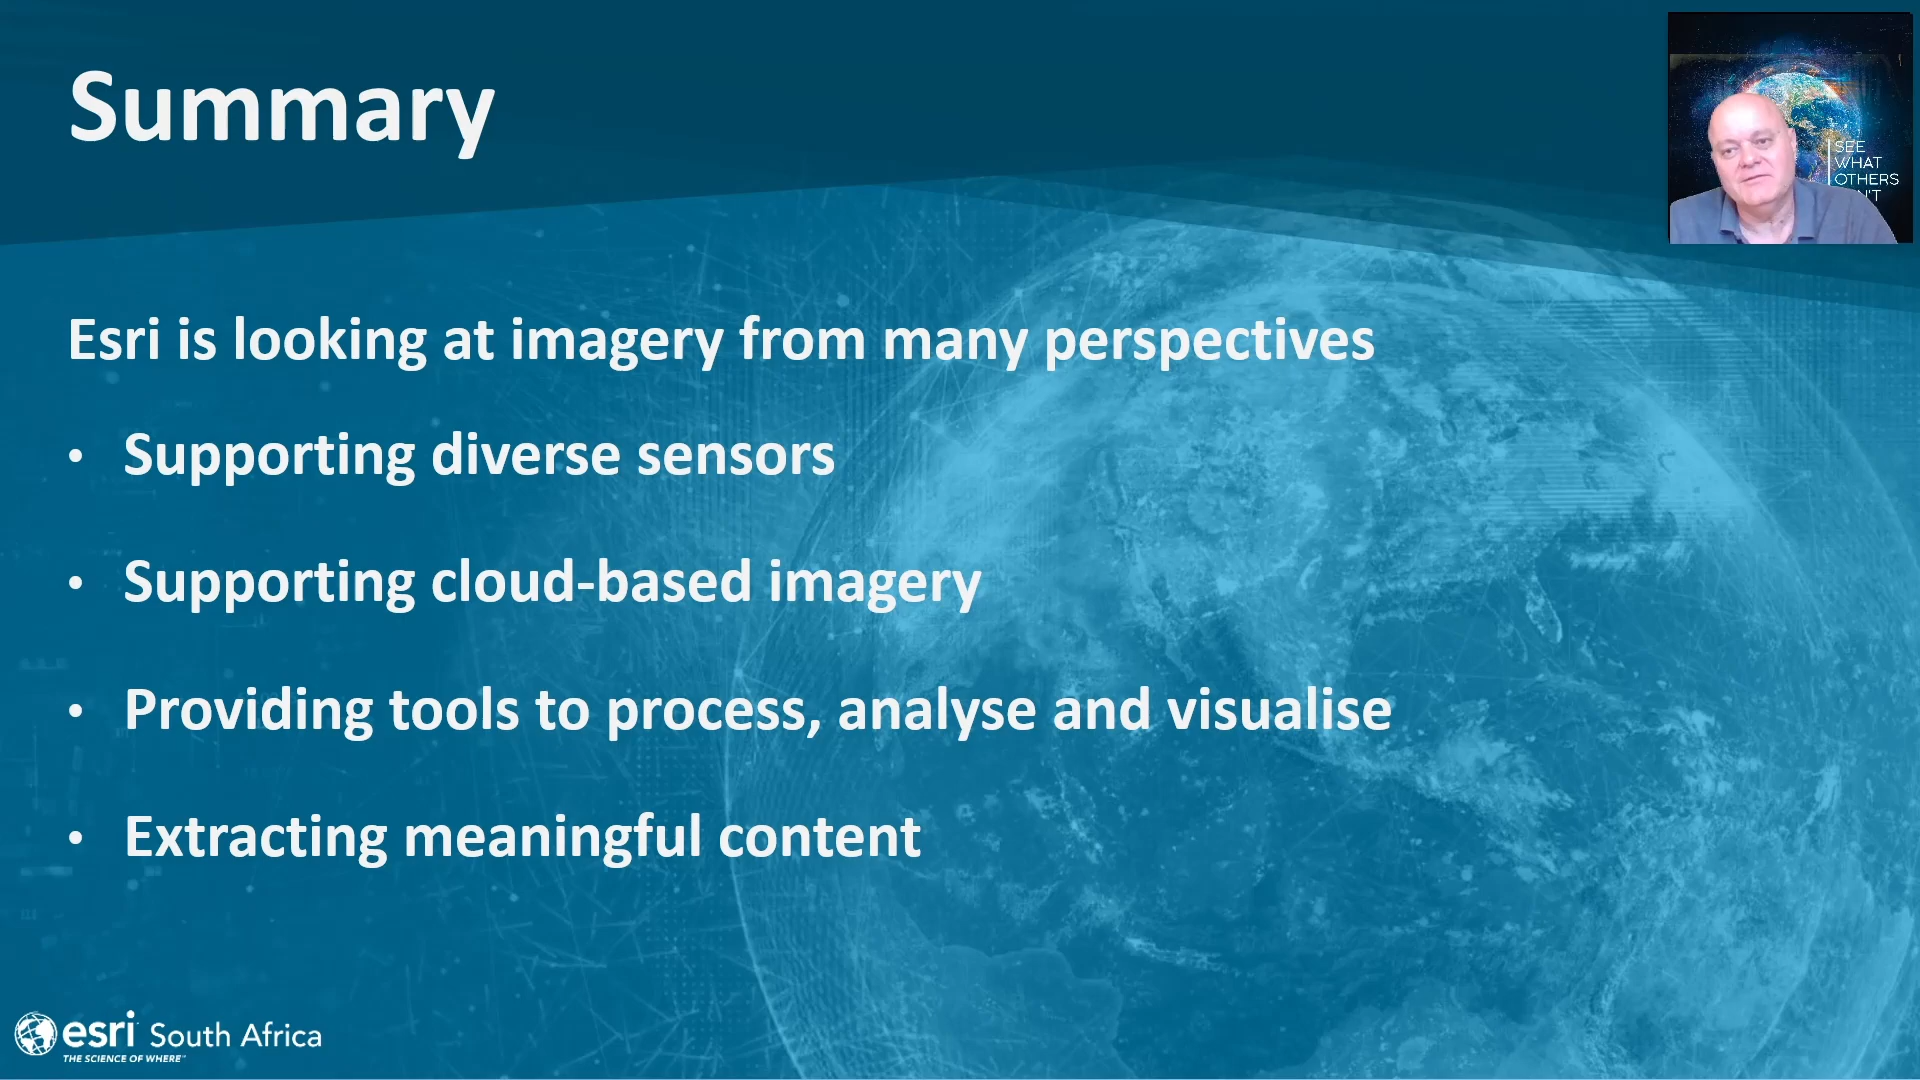 Summary
SEE
WHAT
OTHERS
N'T
Esri is looking at imagery from many perspectives
• Supporting diverse sensors
• Supporting cloud-based imagery
• Providing tools to process, analyse and visualise
• Extracting meaningful content
esri South Africa
THE SCIENCE OF WHERE™